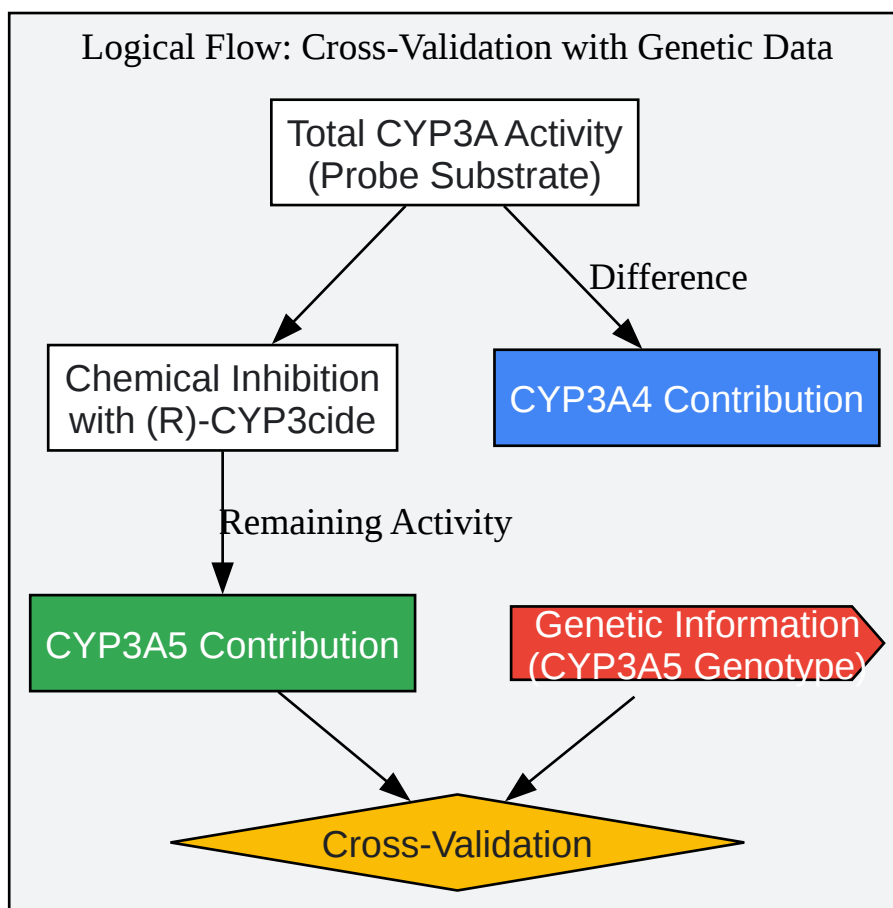 Logical Flow: Cross-Validation with Genetic Data
Total CYP3A Activity
(Probe Substrate)
Difference
Chemical Inhibition
with (R)-CYP3cide
CYP3A4 Contribution
Remaining Activity
CYP3A5 Contribution
Genetic Information
(CYP3A5 Genotype)
Cross-Validation